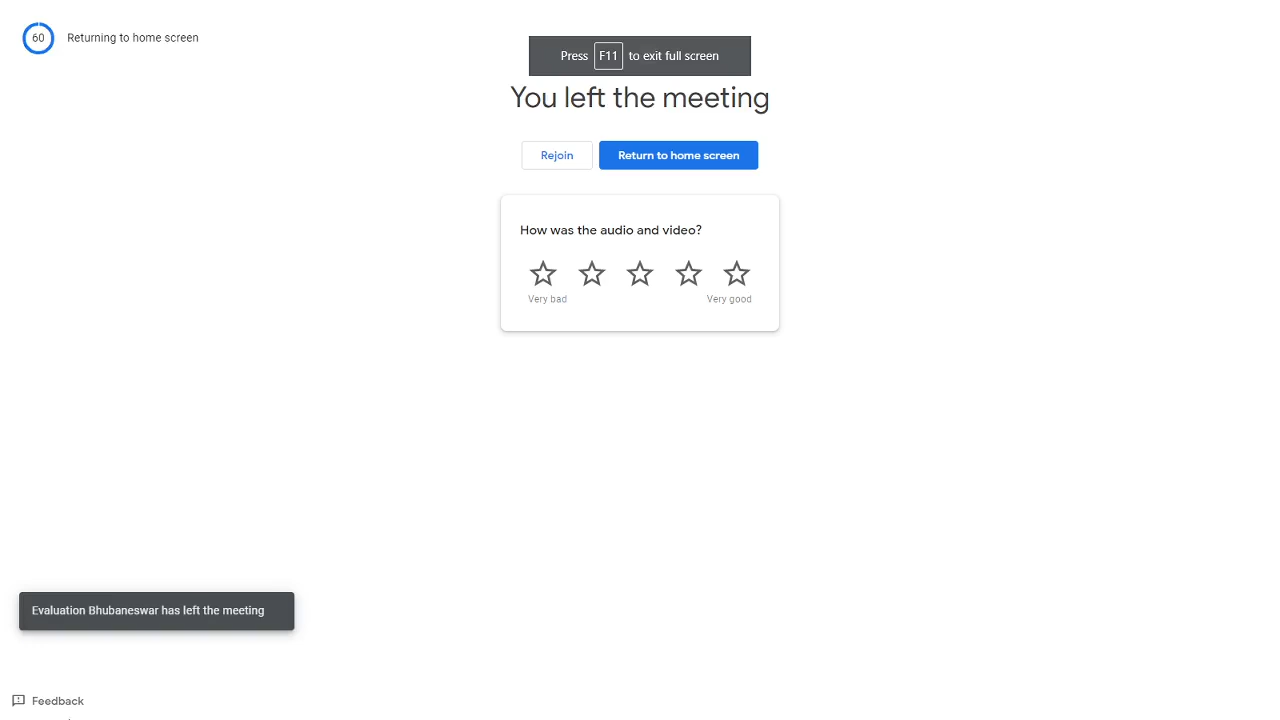 60 Returning to home screen
Press F11 to exit full screen
You left the meeting
Rejoin Return to home screen
How was the audio and video?
Very bad Very good
Evaluation Bhubaneswar has left the meeting
Feedback